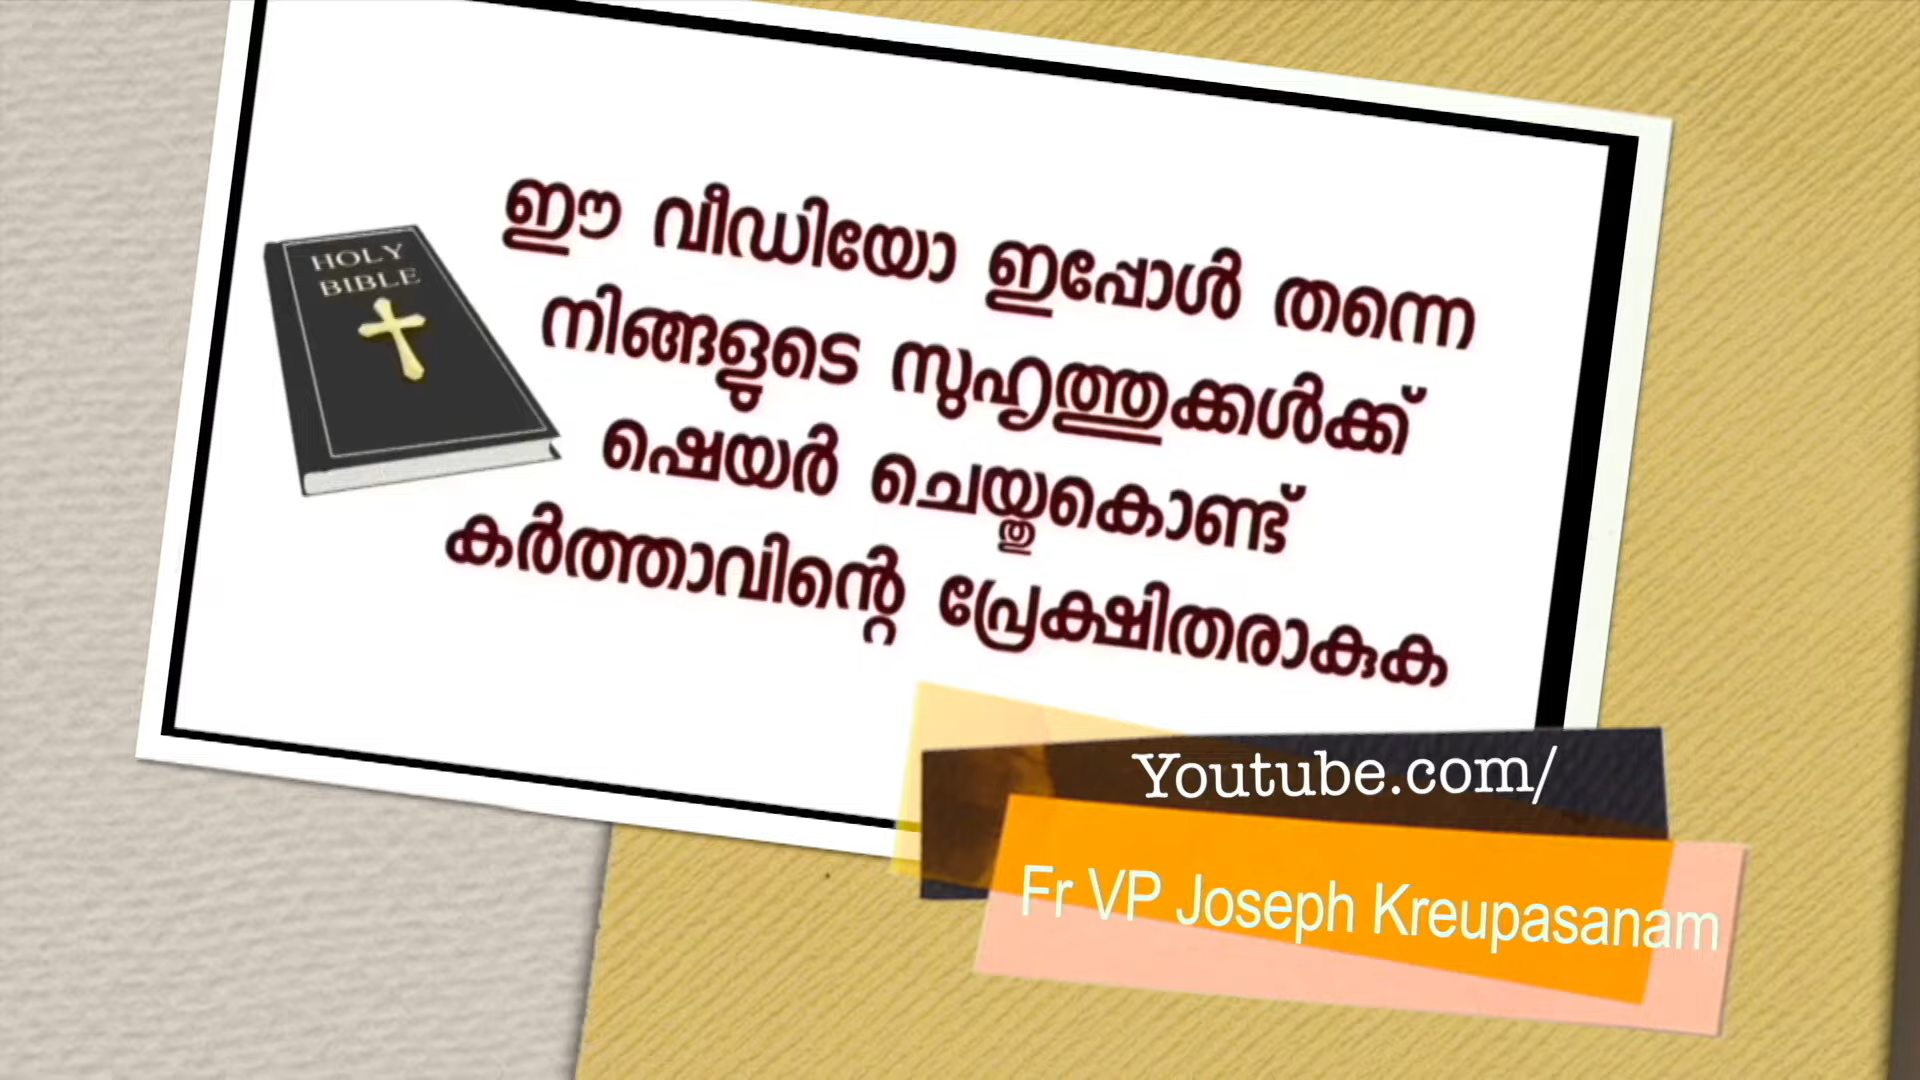 HOLY
BIBLE
ഈ വീഡിയോ ഇപ്പോൾ തന്നെ
നിങ്ങളുടെ സുഹൃത്തുക്കൾക്ക്
ഷെയർ ചെയ്തുകൊണ്ട്
കർത്താവിന്റെ പ്രേക്ഷിതരാകുക
Youtube.com/
Fr VP Joseph Kreupasanam